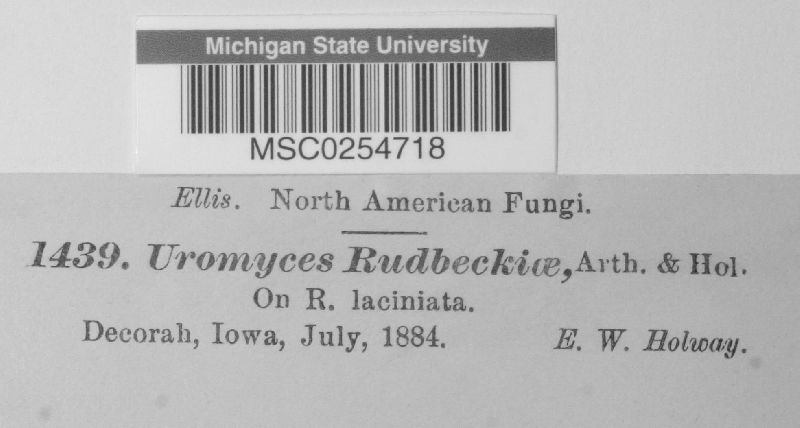 Michigan State University
MSC0254718
Ellis. North American Fungi.
1439. Uromyces Rudbeckiæ, Arth. & Hol.
On R. laciniata.
Decorah, Iowa, July, 1884. E. W. Holway.